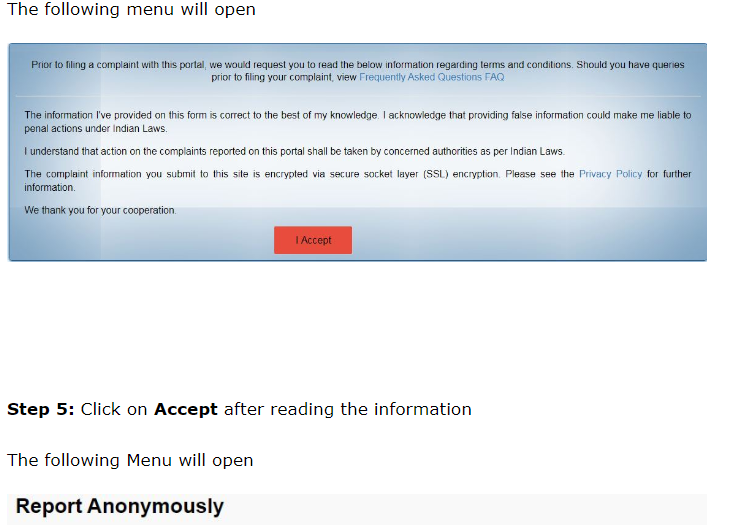 The following menu will open
Prior to filing a complaint with this portal, we would request you to read the below information regarding terms and conditions. Should you have queries
prior to filing your complaint, view Frequently Asked Questions FAQ
The information I've provided on this form is correct to the best of my knowledge. I acknowledge that providing false information could make me liable to
penal actions under Indian Laws.
I understand that action on the complaints reported on this portal shall be taken by concerned authorities as per Indian Laws.
The complaint information you submit to this site is encrypted via secure socket layer (SSL) encryption. Please see the Privacy Policy for further
information.
We thank you for your cooperation.
I Accept
Step 5: Click on Accept after reading the information
The following Menu will open
Report Anonymously